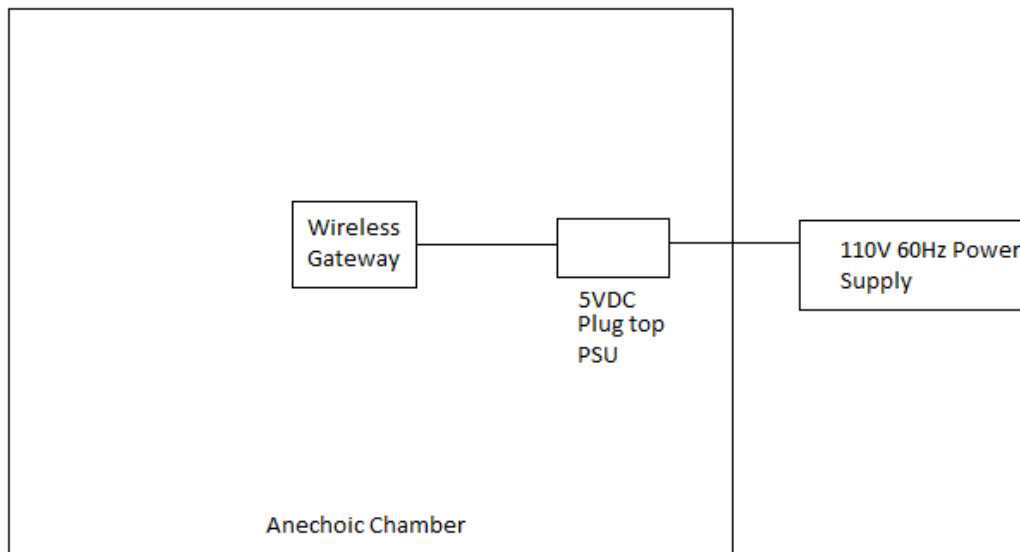 Wireless
Gateway
5VDC
Plug top
PSU
110V 60Hz Power
Supply
Anechoic Chamber